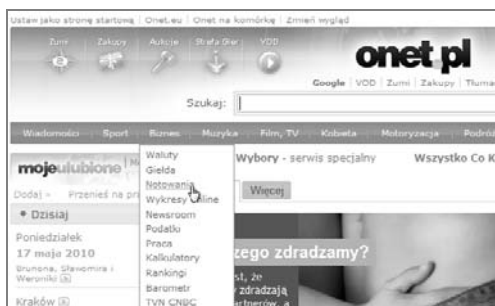 Ustaw jako stronę startową | Onet.eu | Onet na komórkę | Zmień wygląd
Zumi Zakupy Aukcje Strefa Gier VOD
onet.pl
Google | VOD | Zumi | Zakupy | Tłuma
Szukaj:
Wiadomości Sport Biznes Muzyka Film, TV Kobieta Motoryzacja Podró
mojeulubione
Waluty
Giełda
Notowania
Wykresy Online
Newsroom
Podatki
Praca
Kalkulatory
Rankingi
Barometr
TVN CNBC
Wybory - serwis specjalny Wszystko Co K
Dodaj Przenieś na pr
Więcej
Dzisiaj
Poniedziałek
17 maja 2010
Brunona, Sławomira i
Weroniki
Kraków
zego zdradzamy?
st, że
zdradzają
artnerów, a